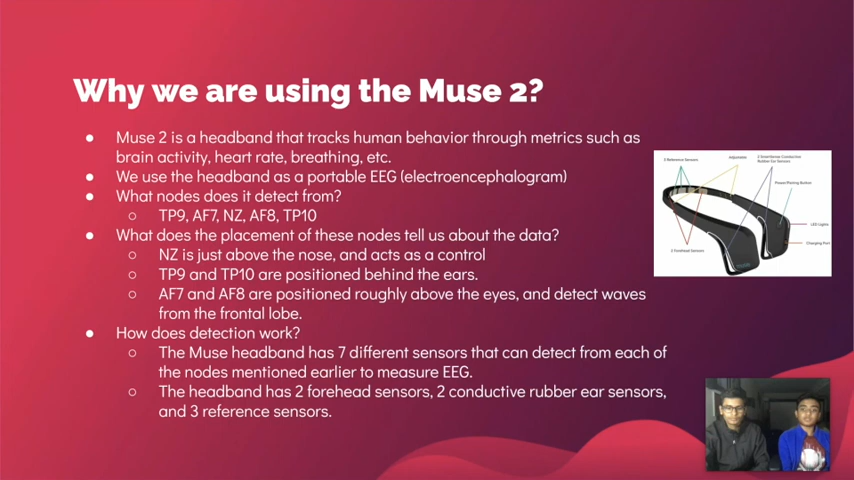 Why we are using the Muse 2?
● Muse 2 is a headband that tracks human behavior through metrics such as
brain activity, heart rate, breathing, etc.
● We use the headband as a portable EEG (electroencephalogram)
● What nodes does it detect from?
○ TP9, AF7, NZ, AF8, TP10
● What does the placement of these nodes tell us about the data?
○ NZ is just above the nose, and acts as a control
○ TP9 and TP10 are positioned behind the ears.
○ AF7 and AF8 are positioned roughly above the eyes, and detect waves
from the frontal lobe.
● How does detection work?
○ The Muse headband has 7 different sensors that can detect from each of
the nodes mentioned earlier to measure EEG.
○ The headband has 2 forehead sensors, 2 conductive rubber ear sensors,
and 3 reference sensors.
3 Reference Sensors
Adjustable
2 SmartSense Conductive
Rubber Ear Sensors
Power/Pairing Button
LED Lights
Charging Port
2 Forehead Sensors